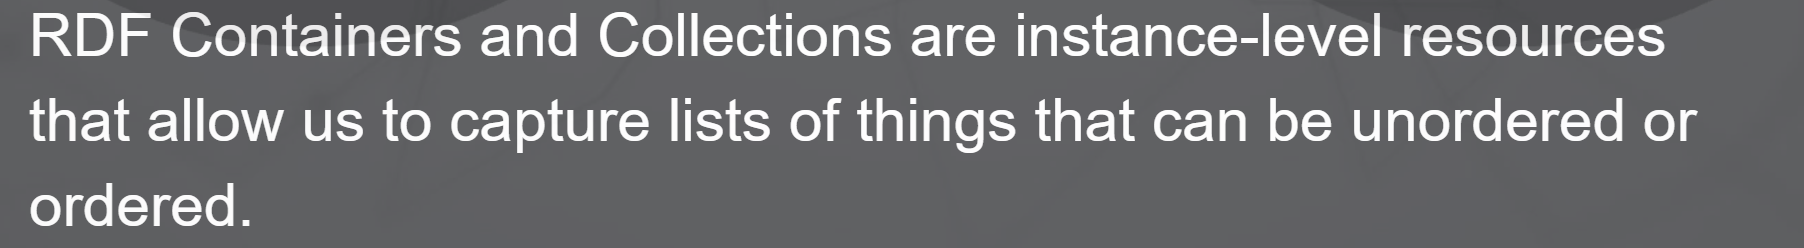 RDF Containers and Collections are instance-level resources
that allow us to capture lists of things that can be unordered or
ordered.